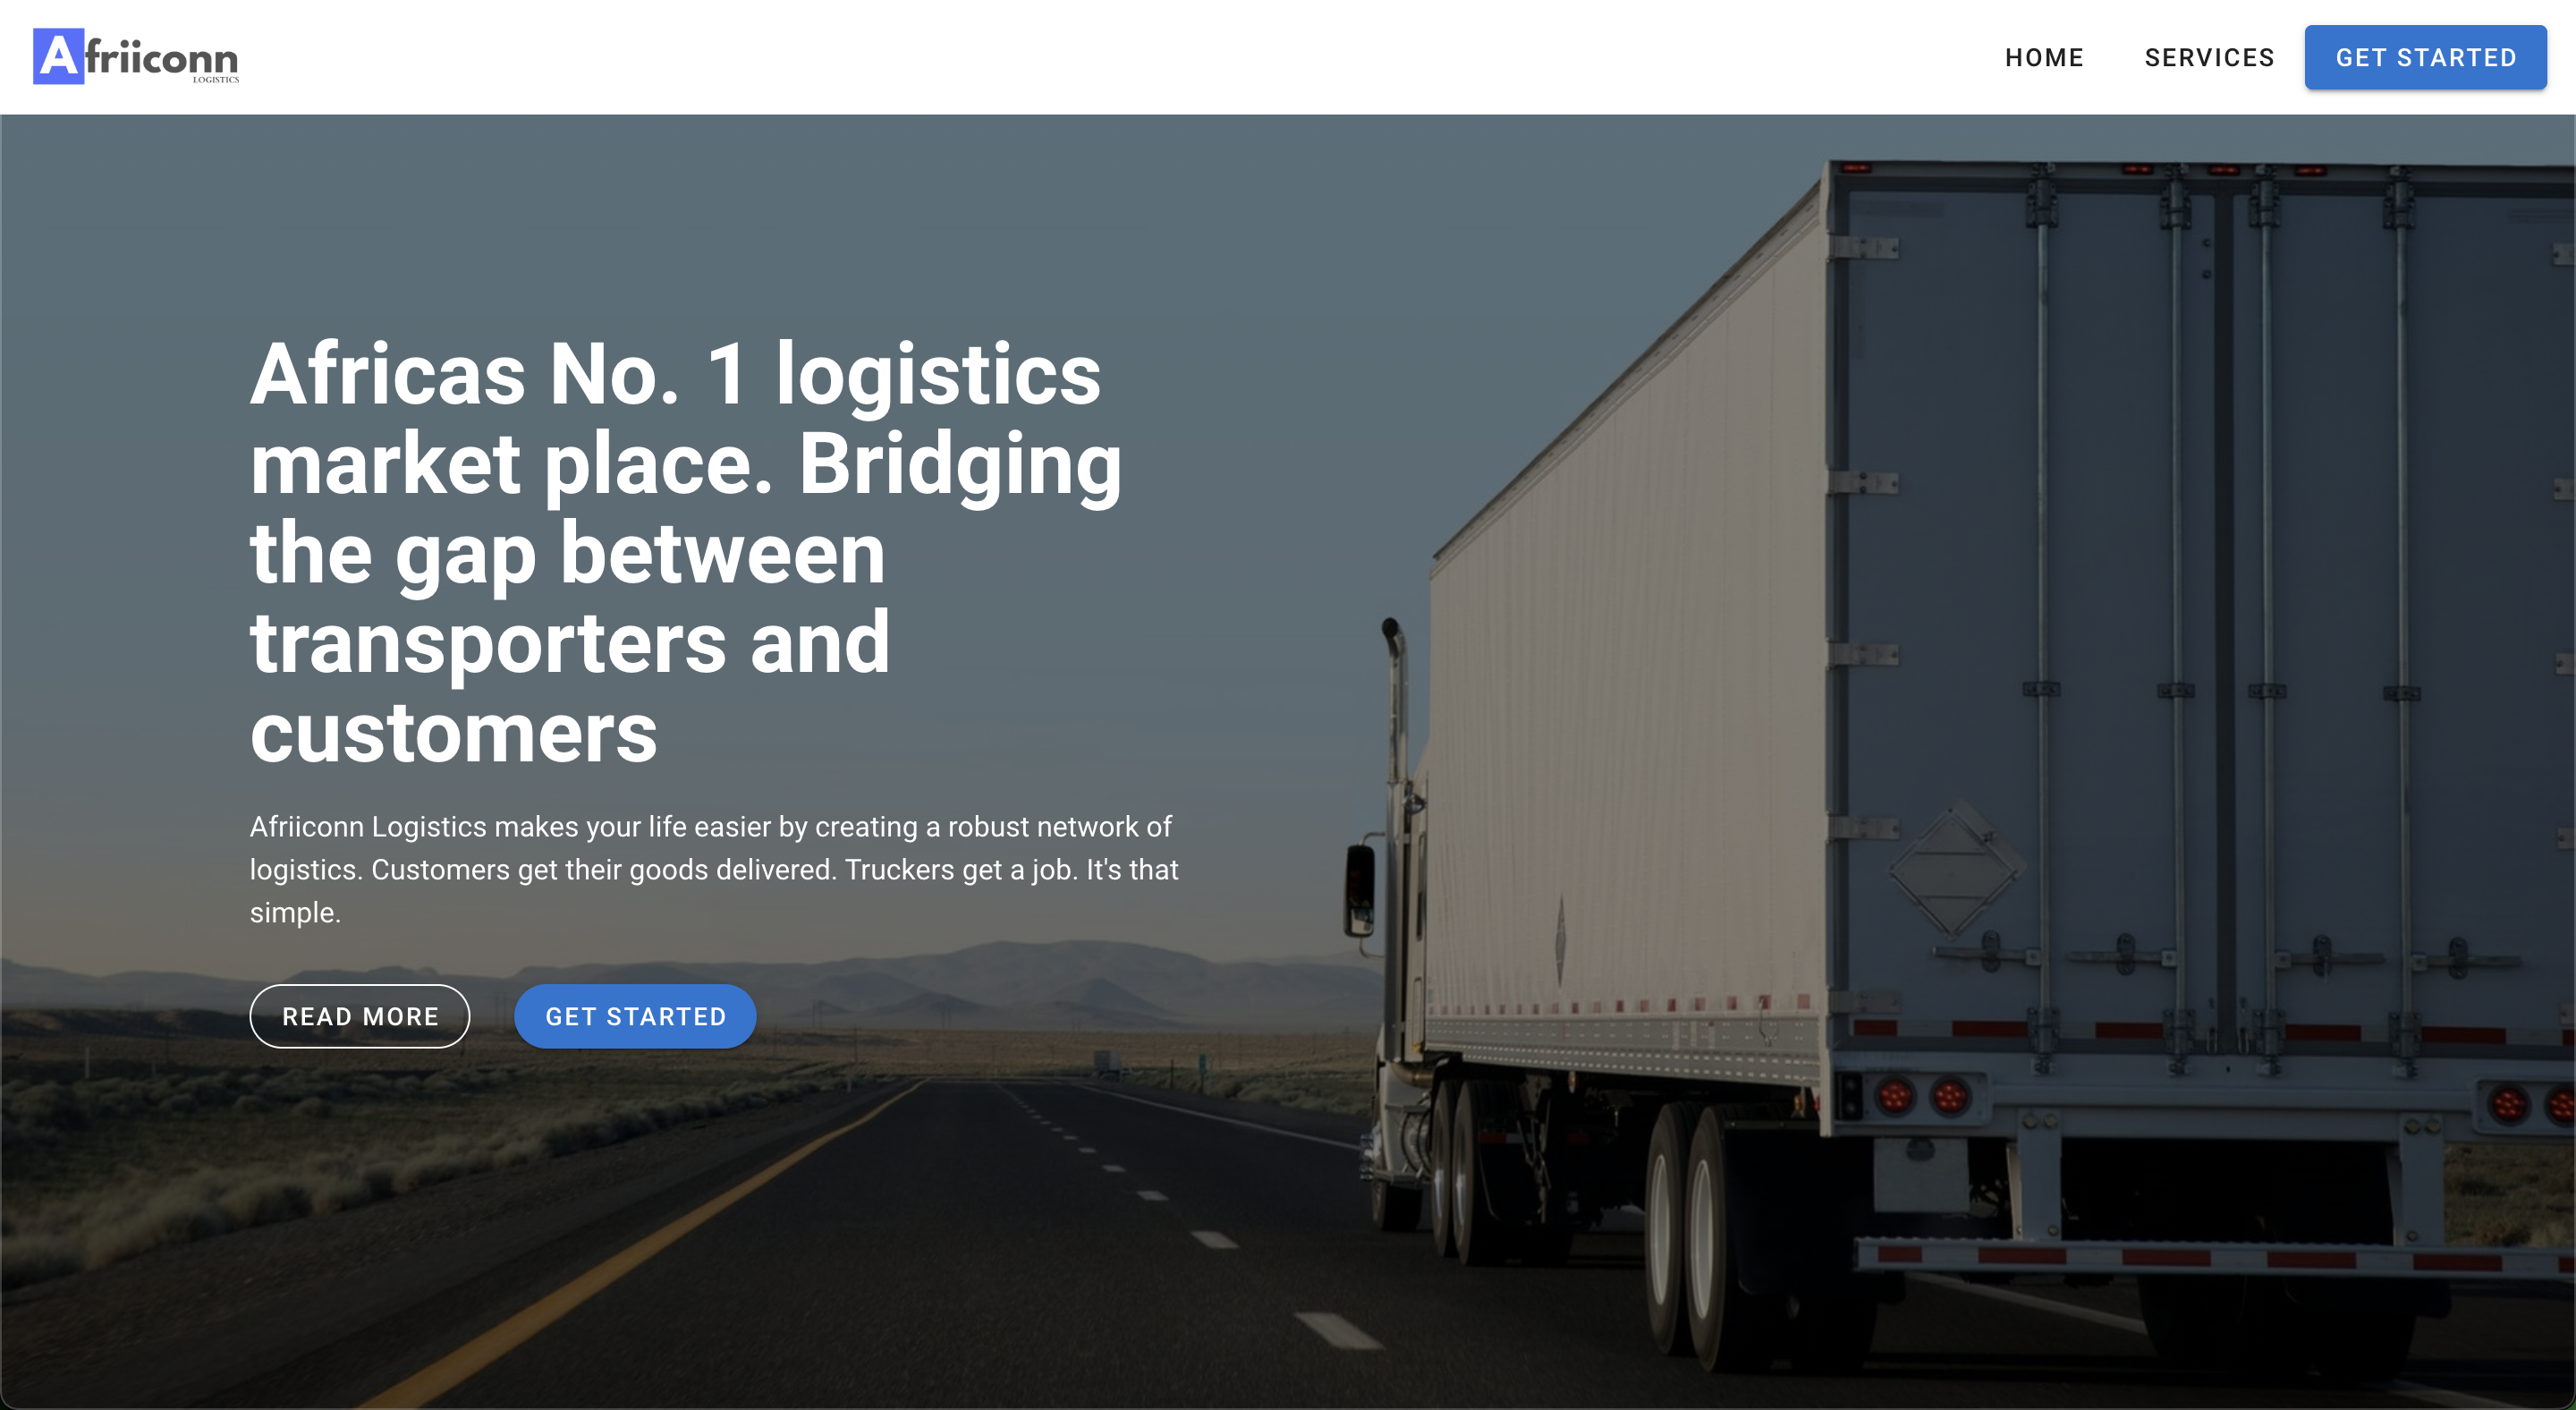 Afriiconn
LOGISTICS
HOME
SERVICES
GET STARTED
Africas No. 1 logistics
market place. Bridging
the gap between
transporters and
customers
Afriiconn Logistics makes your life easier by creating a robust network of
logistics. Customers get their goods delivered. Truckers get a job. It's that
simple.
READ MORE
GET STARTED